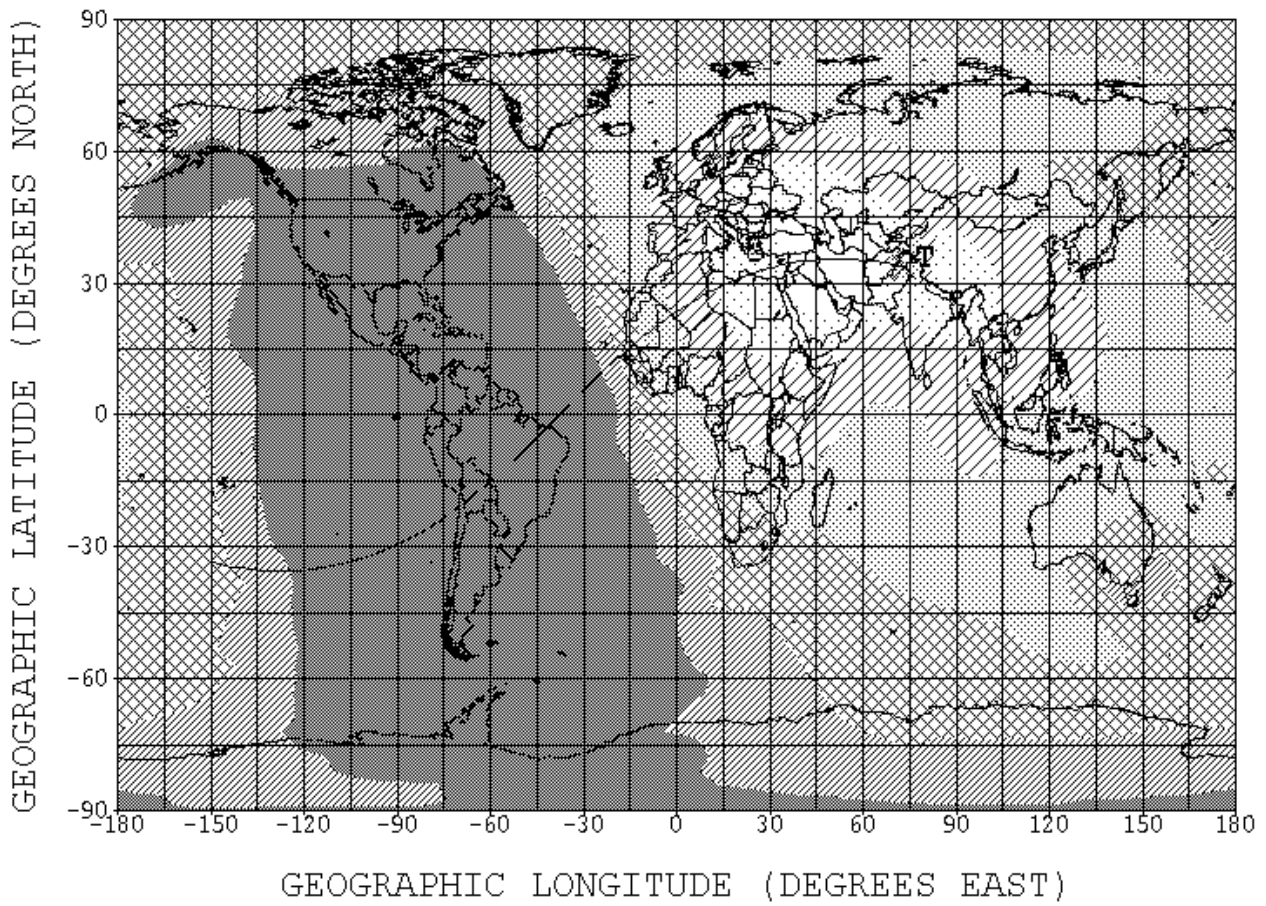 GEOGRAPHIC LATITUDE (DEGREES NORTH)
90
60
30
0
-30
-60
-90
T
-180 -150 -120 -90 -60 -30 0 30 60 90 120 150 180
GEOGRAPHIC LONGITUDE (DEGREES EAST)